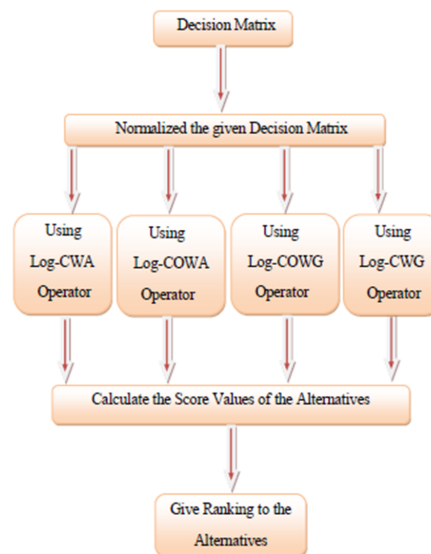 Decision Matrix
Normalized the given Decision Matrix
Using
Log-CWA
Operator
Using
Log-COWA
Operator
Using
Log-COWG
Operator
Using
Log-CWG
Operator
Calculate the Score Values of the Alternatives
Give Ranking to the
Alternatives